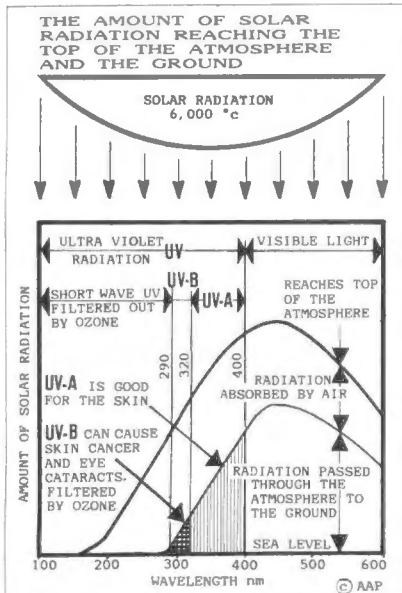 THE AMOUNT OF SOLAR
RADIATION REACHING THE
TOP OF THE ATMOSPHERE
AND THE GROUND
SOLAR RADIATION
6,000 °c
AMOUNT OF SOLAR RADIATION
ULTRA VIOLET
UV
RADIATION
VISIBLE LIGHT
UV-B
SHORT WAVE UV
FILTERED OUT
BY OZONE
UV-A
REACHES TOP
OF THE
ATMOSPHERE
290
320
400
UV-A IS GOOD
FOR THE SKIN
RADIATION
ABSORBED BY AIR
UV-B CAN CAUSE
SKIN CANCER
AND EYE
CATARACTS.
FILTERED
BY OZONE
RADIATION PASSED
THROUGH THE
ATMOSPHERE TO
THE GROUND
SEA LEVEL
100 200 300 400 500 600
WAVELENGTH nm
© AAP